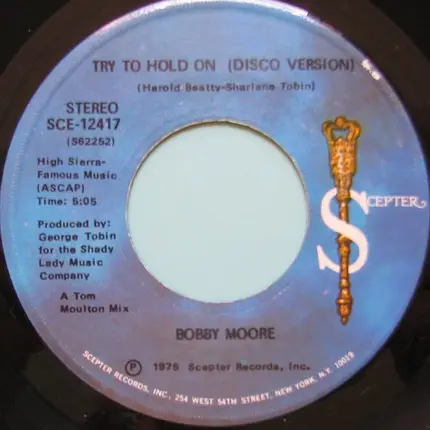 TRY TO HOLD ON (DISCO VERSION)
(Harold Beatty-Sharlane Tobin)
STEREO
SCE-12417
(S62252)
High Sierra-
Famous Music
(ASCAP)
Time: 5:05
Produced by:
George Tobin
for the Shady
Lady Music
Company
A Tom
Moulton Mix
SCEPTER
BOBBY MOORE
Ⓟ 1975 Scepter Records, Inc.
SCEPTER RECORDS, INC. 254 WEST 54TH STREET, NEW YORK, N.Y. 10019